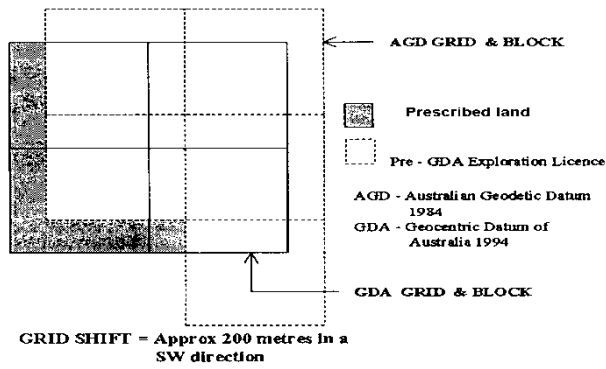 AGD GRID & BLOCK
Prescribed land
Pre - GDA Exploration Licence
AGD - Australian Geodetic Datum
1984
GDA - Geocentric Datum of
Australia 1994
GDA GRID & BLOCK
GRID SHIFT = Approx 200 metres in a
SW direction